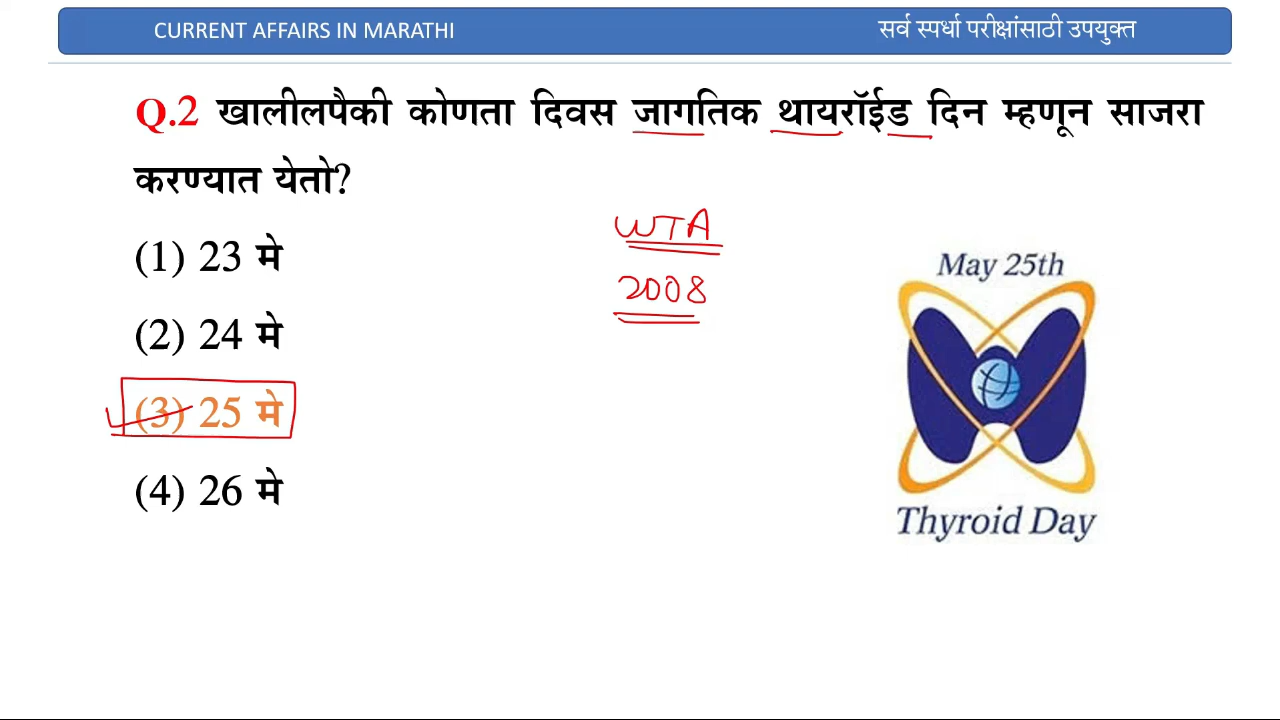 CURRENT AFFAIRS IN MARATHI
सर्व स्पर्धा परीक्षांसाठी उपयुक्त
Q.2 खालीलपैकी कोणता दिवस जागतिक थायरॉईड दिन म्हणून साजरा
करण्यात येतो?
(1) 23 मे
(2) 24 मे
(3) 25 मे
(4) 26 मे
WTA
2008
May 25th
Thyroid Day